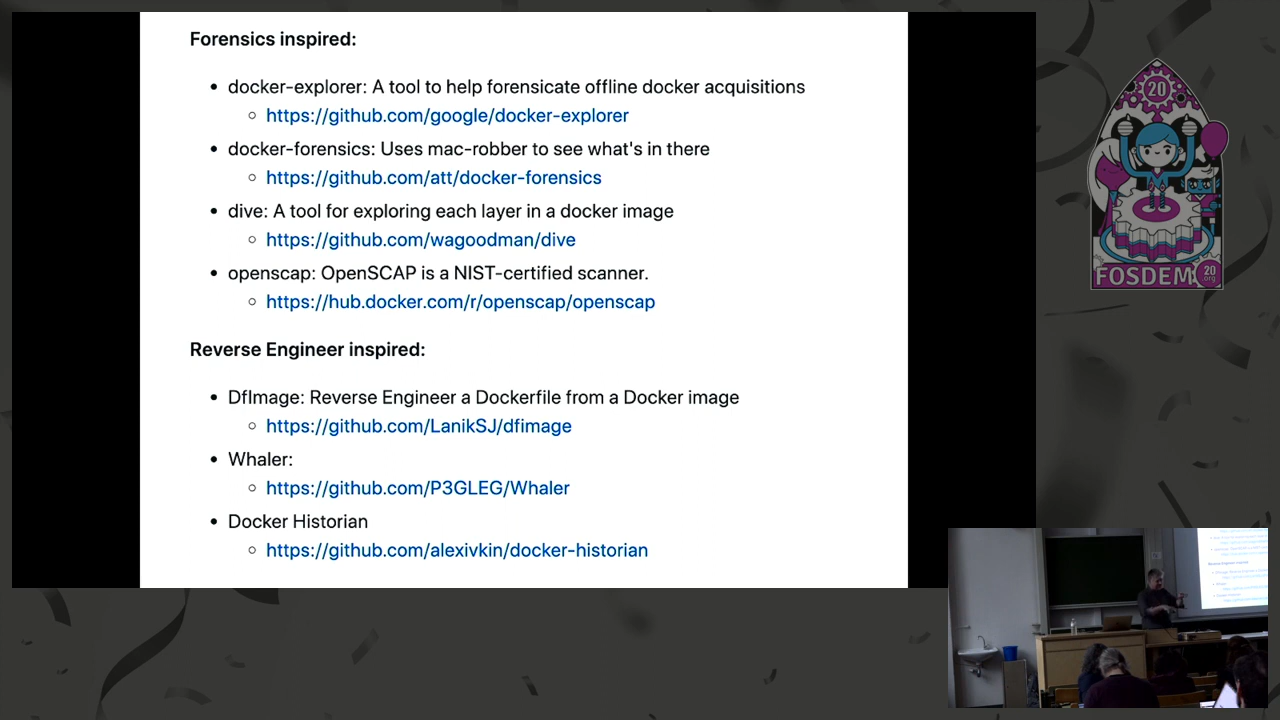 Forensics inspired:
docker-explorer: A tool to help forensicate offline docker acquisitions
https://github.com/google/docker-explorer
docker-forensics: Uses mac-robber to see what's in there
https://github.com/att/docker-forensics
dive: A tool for exploring each layer in a docker image
https://github.com/wagoodman/dive
openscap: OpenSCAP is a NIST-certified scanner.
https://hub.docker.com/r/openscap/openscap
Reverse Engineer inspired:
DfImage: Reverse Engineer a Dockerfile from a Docker image
https://github.com/LanikSJ/dfimage
Whaler:
https://github.com/P3GLEG/Whaler
Docker Historian
https://github.com/alexivkin/docker-historian
20
FOSDEM
20
.org